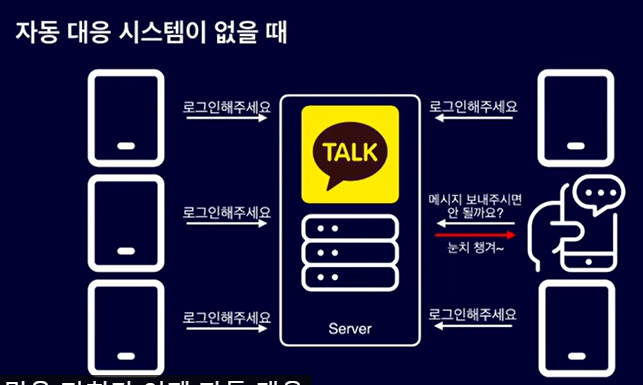 자동 대응 시스템이 없을 때
로그인해주세요
로그인해주세요
TALK
로그인해주세요
메시지 보내주시면
안 될까요?
눈치 챙겨~
로그인해주세요
로그인해주세요
Server